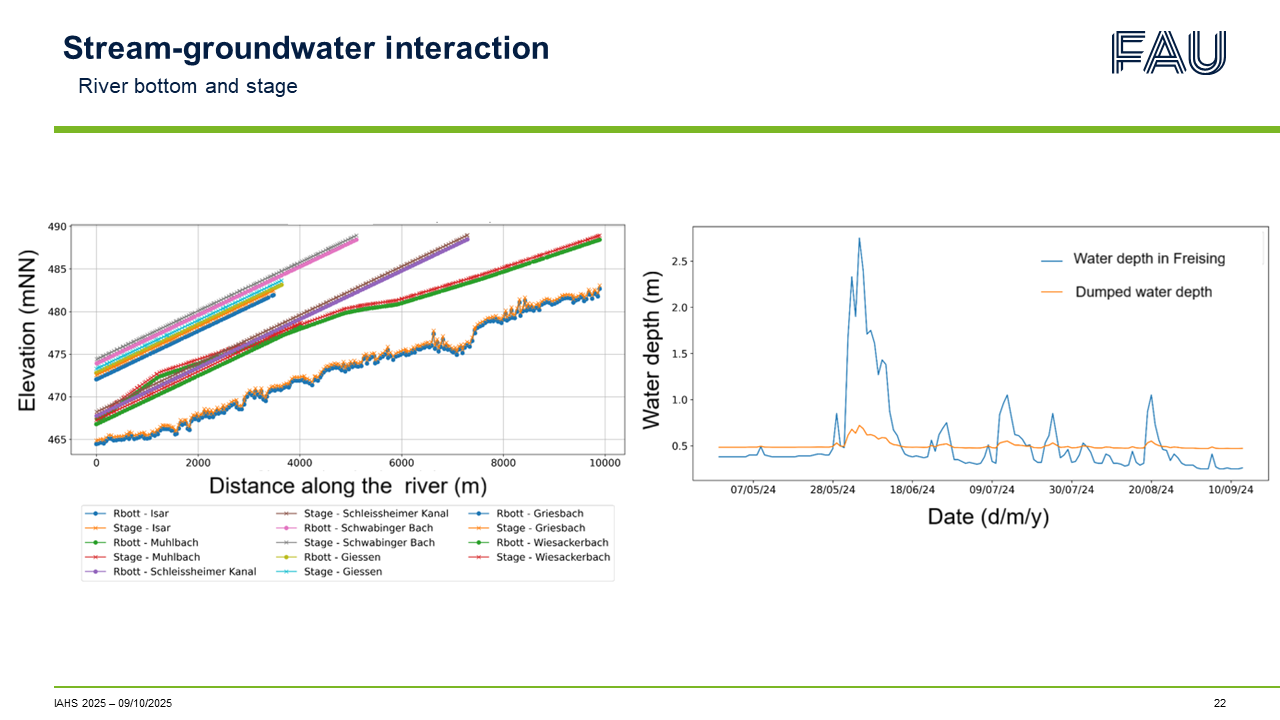 Stream-groundwater interaction
FAU
River bottom and stage
490
485
480
475
470
465
Elevation (mNN)
0 2000 4000 6000 8000 10000
Distance along the river (m)
Rbott - Isar
Stage - Isar
Rbott - Muhlbach
Stage - Muhlbach
Rbott - Schleissheimer Kanal
Stage - Schleissheimer Kanal
Rbott - Schwabinger Bach
Stage - Schwabinger Bach
Rbott - Giessen
Stage - Giessen
Rbott - Griesbach
Stage - Griesbach
Rbott - Wiesackerbach
Stage - Wiesackerbach
2.5
2.0
1.5
1.0
0.5
Water depth (m)
Water depth in Freising
Dumped water depth
07/05/24 28/05/24 18/06/24 09/07/24 30/07/24 20/08/24 10/09/24
Date (d/m/y)
IAHS 2025 – 09/10/2025
22